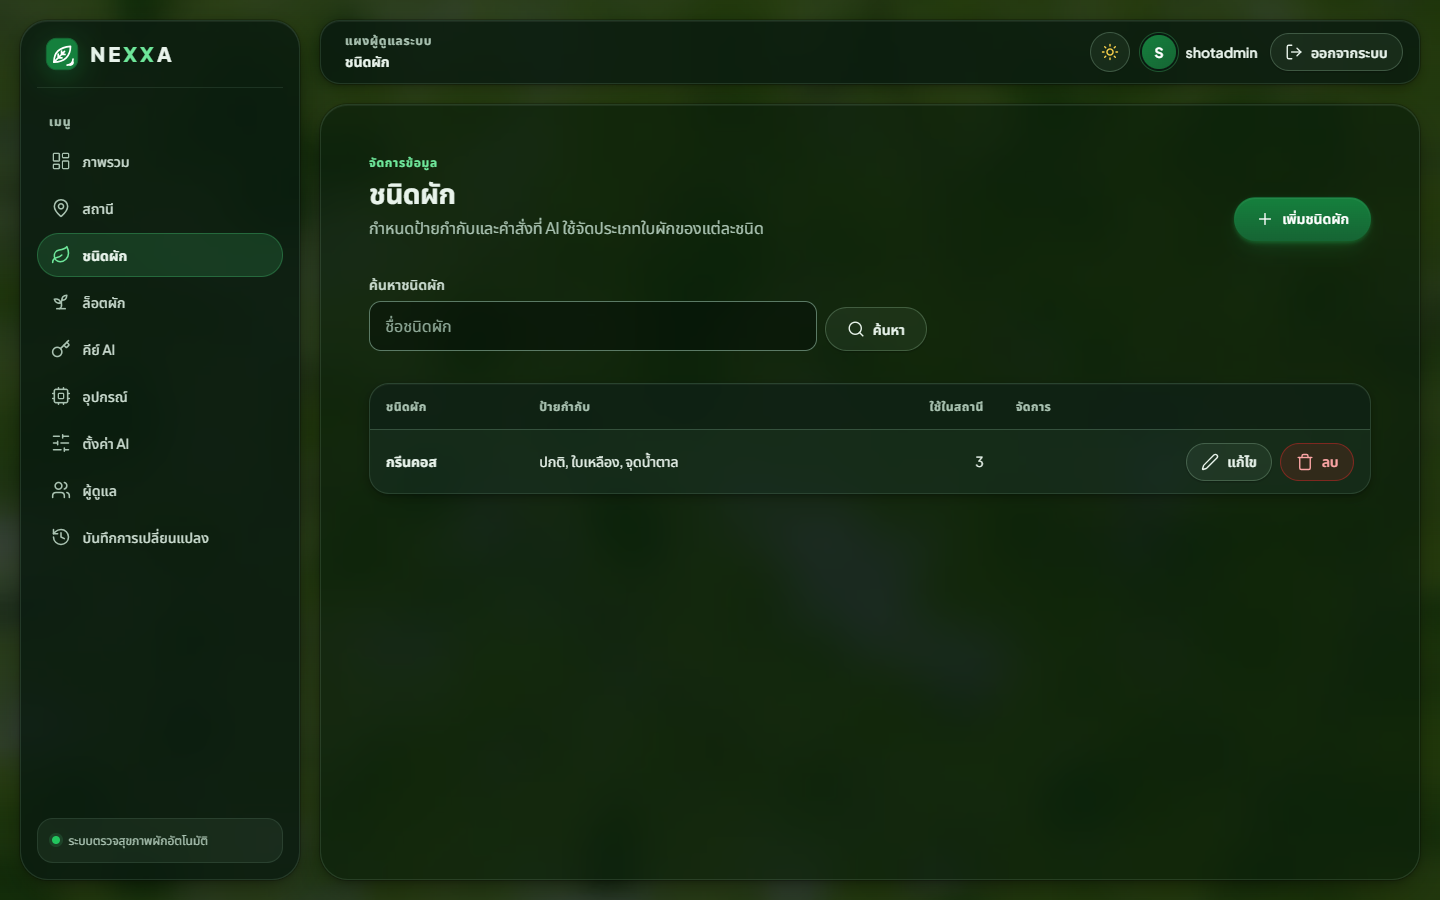 NEXXA
เมนู
ภาพรวม
สถานี
ชนิดผัก
ล็อตผัก
คีย์ AI
อุปกรณ์
ตั้งค่า AI
ผู้ดูแล
บันทึกการเปลี่ยนแปลง
ระบบตรวจสุขภาพผักอัตโนมัติ
แผงผู้ดูแลระบบ
ชนิดผัก
S shotadmin ออกจากระบบ
จัดการข้อมูล
ชนิดผัก
กำหนดป้ายกำกับและคำสั่งที่ AI ใช้จัดประเภทใบผักของแต่ละชนิด
เพิ่มชนิดผัก
ค้นหาชนิดผัก
ชื่อชนิดผัก ค้นหา
ชนิดผัก ป้ายกำกับ ใช้ในสถานี จัดการ
กรีนคอส ปกติ, ใบเหลือง, จุดน้ำตาล 3 แก้ไข ลบ